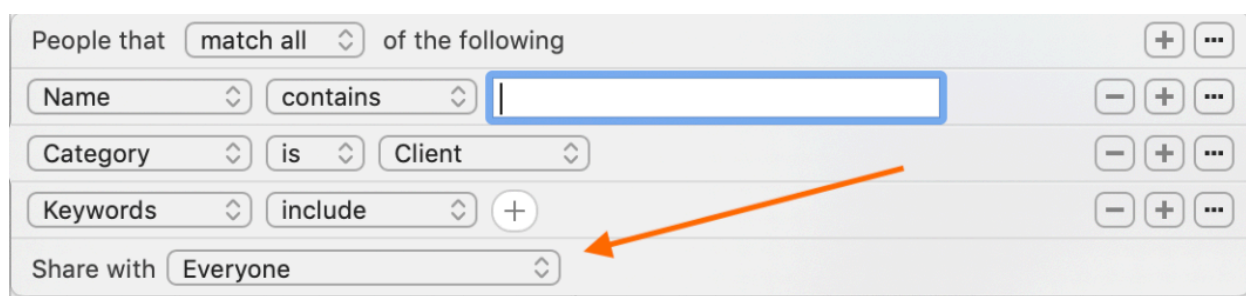 People that match all of the following
Name contains
Category is Client
Keywords include
Share with Everyone